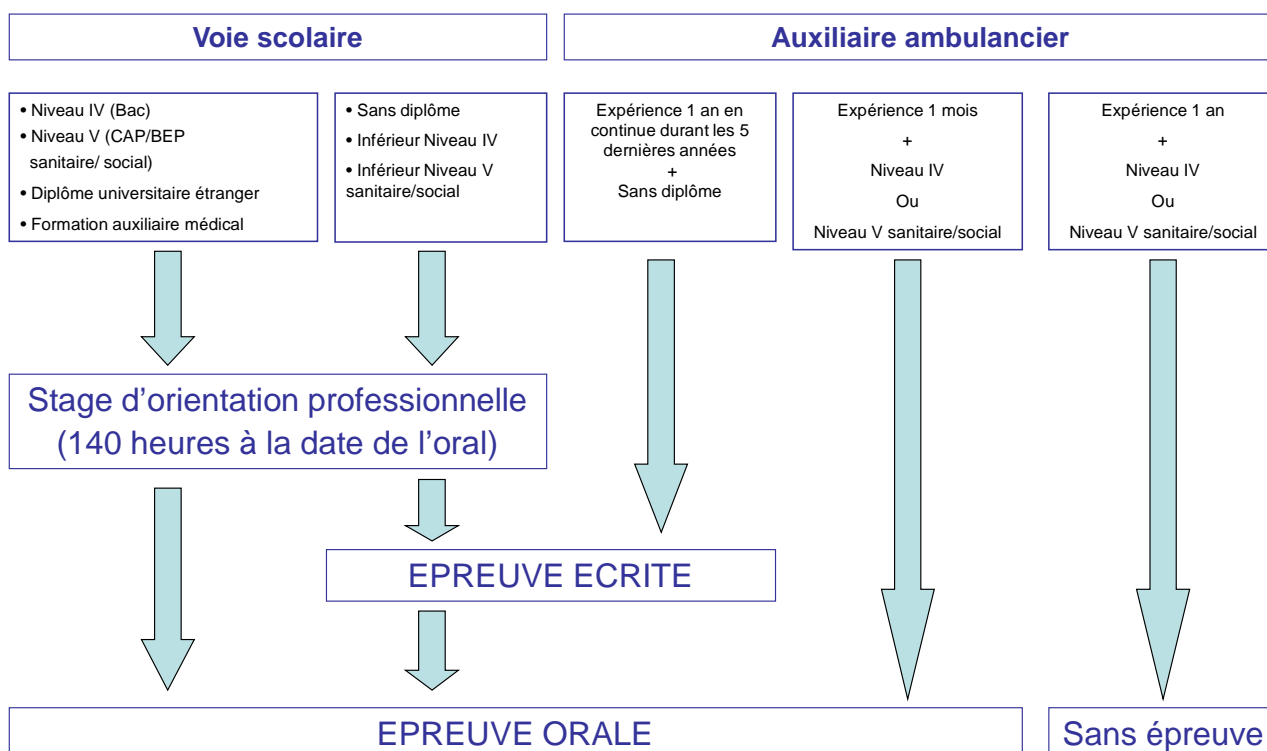 Voie scolaire
Auxiliaire ambulancier
• Niveau IV (Bac)
• Niveau V (CAP/BEP
sanitaire/ social)
• Diplôme universitaire étranger
• Formation auxiliaire médical
• Sans diplôme
• Inférieur Niveau IV
• Inférieur Niveau V
sanitaire/social
Expérience 1 an en
continue durant les 5
dernières années
+
Sans diplôme
Expérience 1 mois
+
Niveau IV
Ou
Niveau V sanitaire/social
Expérience 1 an
+
Niveau IV
Ou
Niveau V sanitaire/social
Stage d'orientation professionnelle
(140 heures à la date de l'oral)
EPREUVE ECRITE
EPREUVE ORALE
Sans épreuve